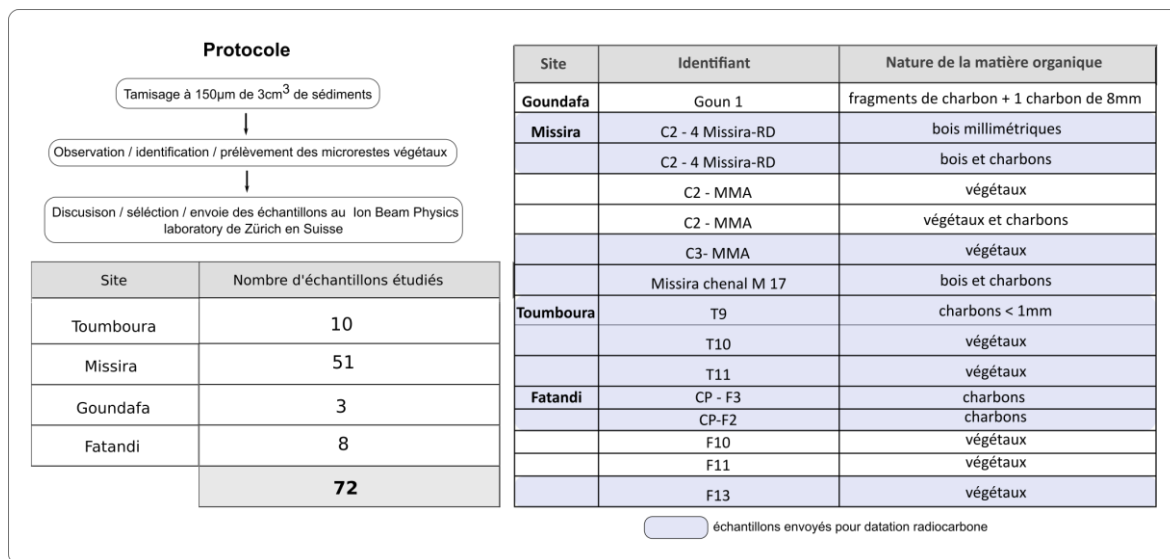 Protocole
Tamisage à 150µm de 3cm³ de sédiments
Observation / identification / prélèvement des microrestes végétaux
Discusison / séléction / envoie des échantillons au Ion Beam Physics
laboratory de Zürich en Suisse
Site Nombre d'échantillons étudiés
Toumboura 10
Missira 51
Goundafa 3
Fatandi 8
72
Site Identifiant Nature de la matière organique
Goundafa Goun 1 fragments de charbon + 1 charbon de 8mm
Missira C2 - 4 Missira-RD bois millimétriques
C2 - 4 Missira-RD bois et charbons
C2 - MMA végétaux
C2 - MMA végétaux et charbons
C3- MMA végétaux
Missira chenal M 17 bois et charbons
Toumboura T9 charbons < 1mm
T10 végétaux
T11 végétaux
Fatandi CP - F3 charbons
CP-F2 charbons
F10 végétaux
F11 végétaux
F13 végétaux
échantillons envoyés pour datation radiocarbone